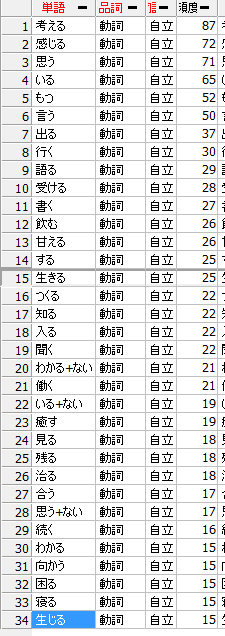 単語 品詞 頻度
1 考える 動詞 自立 87
2 感じる 動詞 自立 72
3 思う 動詞 自立 71
4 いる 動詞 自立 65
5 もつ 動詞 自立 52
6 言う 動詞 自立 50
7 出る 動詞 自立 37
8 行く 動詞 自立 30
9 語る 動詞 自立 29
10 受ける 動詞 自立 28
11 書く 動詞 自立 27
12 飲む 動詞 自立 26
13 甘える 動詞 自立 26
14 する 動詞 自立 25
15 生きる 動詞 自立 25
16 つくる 動詞 自立 22
17 知る 動詞 自立 22
18 入る 動詞 自立 22
19 聞く 動詞 自立 22
20 わかる+ない 動詞 自立 21
21 働く 動詞 自立 21
22 いる+ない 動詞 自立 19
23 癒す 動詞 自立 19
24 見る 動詞 自立 18
25 残る 動詞 自立 18
26 治る 動詞 自立 18
27 合う 動詞 自立 17
28 思う+ない 動詞 自立 17
29 続く 動詞 自立 16
30 わかる 動詞 自立 15
31 向かう 動詞 自立 15
32 困る 動詞 自立 15
33 寝る 動詞 自立 15
34 生じる 動詞 自立 15